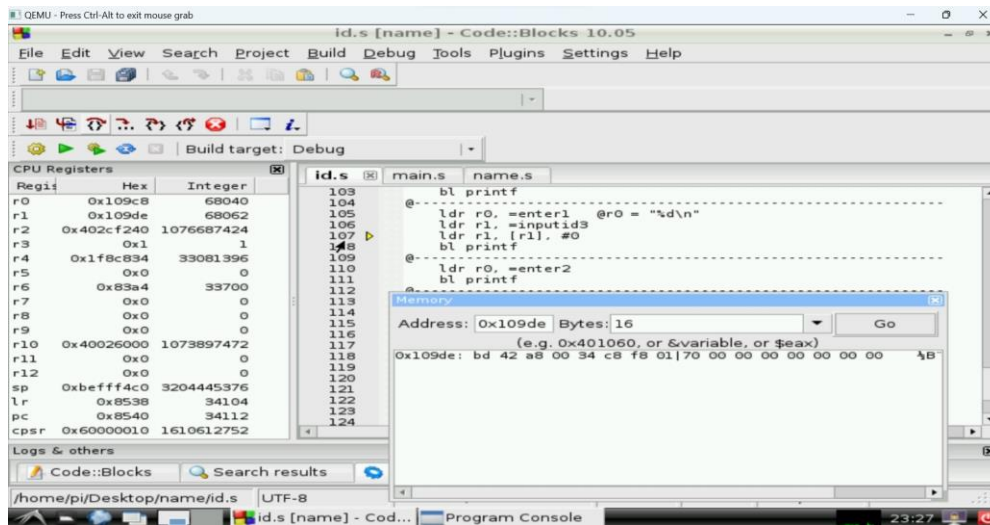 QEMU - Press Ctrl-Alt to exit mouse grab
id.s [name] - Code::Blocks 10.05
File Edit View Search Project Build Debug Tools Plugins Settings Help
Build target: Debug
CPU Registers
Hex Integer
r0 0x109c8 68040
r1 0x109de 68062
r2 0x402cf240 1076687424
r3 0x1 1
r4 0x1f8c834 33081396
r5 0x0 0
r6 0x83a4 33700
r7 0x0 0
r8 0x0 0
r9 0x0 0
r10 0x40026000 1073897472
r11 0x0 0
r12 0x0 0
sp 0xbefff4c0 3204445376
lr 0x8538 34104
pc 0x8540 34112
cpsr 0x60000010 1610612752
id.s main.s name.s
103 bl printf
104 @------------------------------------------------------------
105 ldr r0, =enter1 @r0 = "%d\n"
106 ldr r1, =inputid3
107 ldr r1, [r1], #0
bl printf
109 @------------------------------------------------------------
110 ldr r0, =enter2
111 bl printf
112 @------------------------------------------------------------
113
114
115
116
117
118
119
120
121
122
123
124
Memory
Address: 0x109de Bytes: 16 Go
(e.g. 0x401060, or &variable, or $eax)
0x109de: bd 42 a8 00 34 c8 f8 01|70 00 00 00 00 00 00 00
Logs & others
Code::Blocks Search results
/home/pi/Desktop/name/id.s UTF-8
id.s [name] - Cod... Program Console 23:27